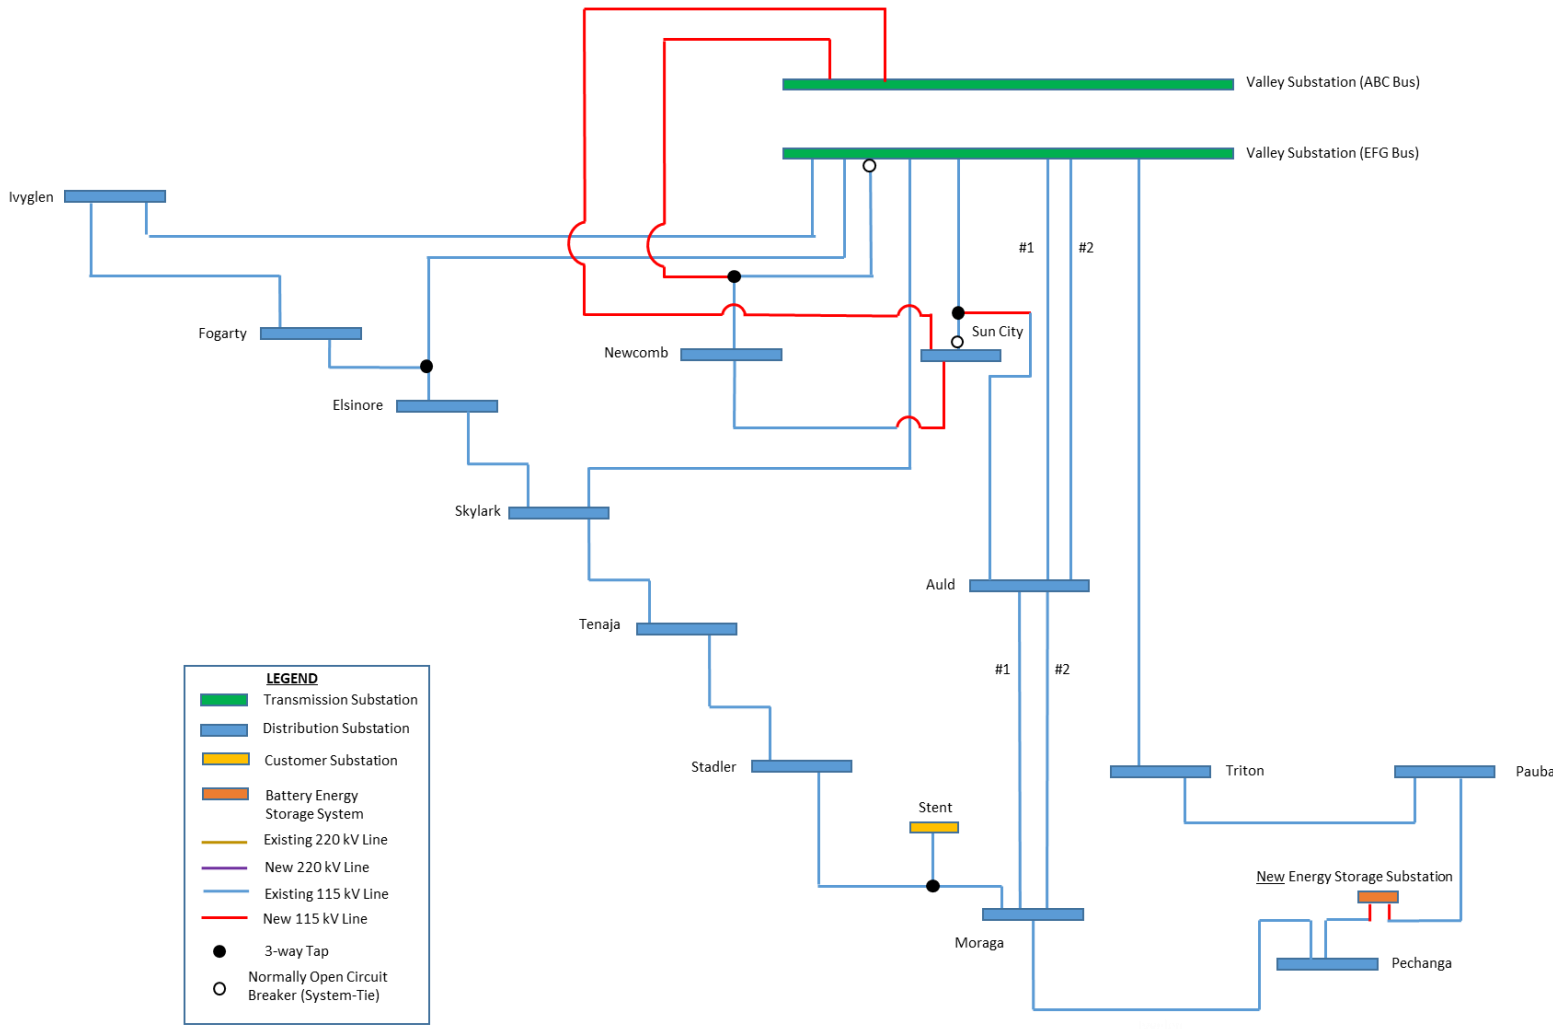 Valley Substation (ABC Bus)
Valley Substation (EFG Bus)
Ivyglen
#1
#2
Fogarty
Sun City
Newcomb
Elsinore
Skylark
Auld
Tenaja
#1
#2
Stadler
Triton
Pauba
Stent
New Energy Storage Substation
Moraga
Pechanga
LEGEND
Transmission Substation
Distribution Substation
Customer Substation
Battery Energy
Storage System
Existing 220 kV Line
New 220 kV Line
Existing 115 kV Line
New 115 kV Line
3-way Tap
Normally Open Circuit
Breaker (System-Tie)